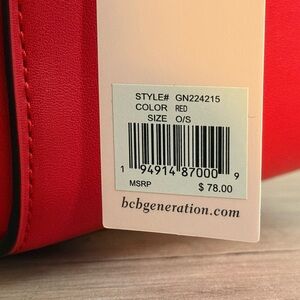 STYLE# GN224215
COLOR RED
SIZE O/S
1 94914 87000 9
MSRP
$ 78.00
bcbgeneration.com